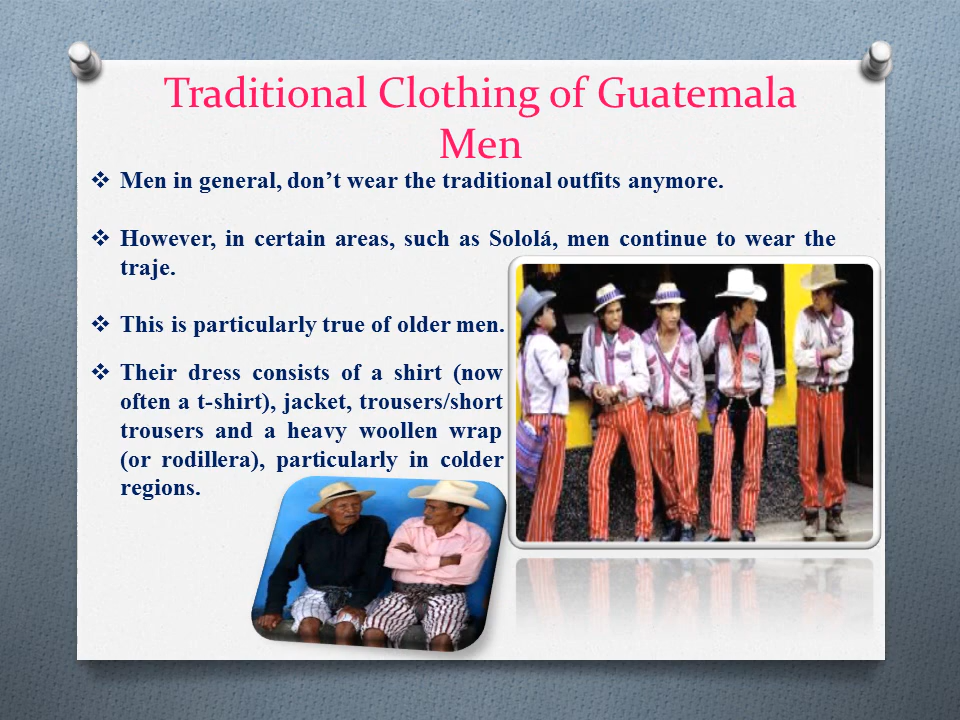 Traditional Clothing of Guatemala
Men
❖ Men in general, don’t wear the traditional outfits anymore.
❖ However, in certain areas, such as Sololá, men continue to wear the
traje.
❖ This is particularly true of older men.
❖ Their dress consists of a shirt (now
often a t-shirt), jacket, trousers/short
trousers and a heavy woollen wrap
(or rodillera), particularly in colder
regions.